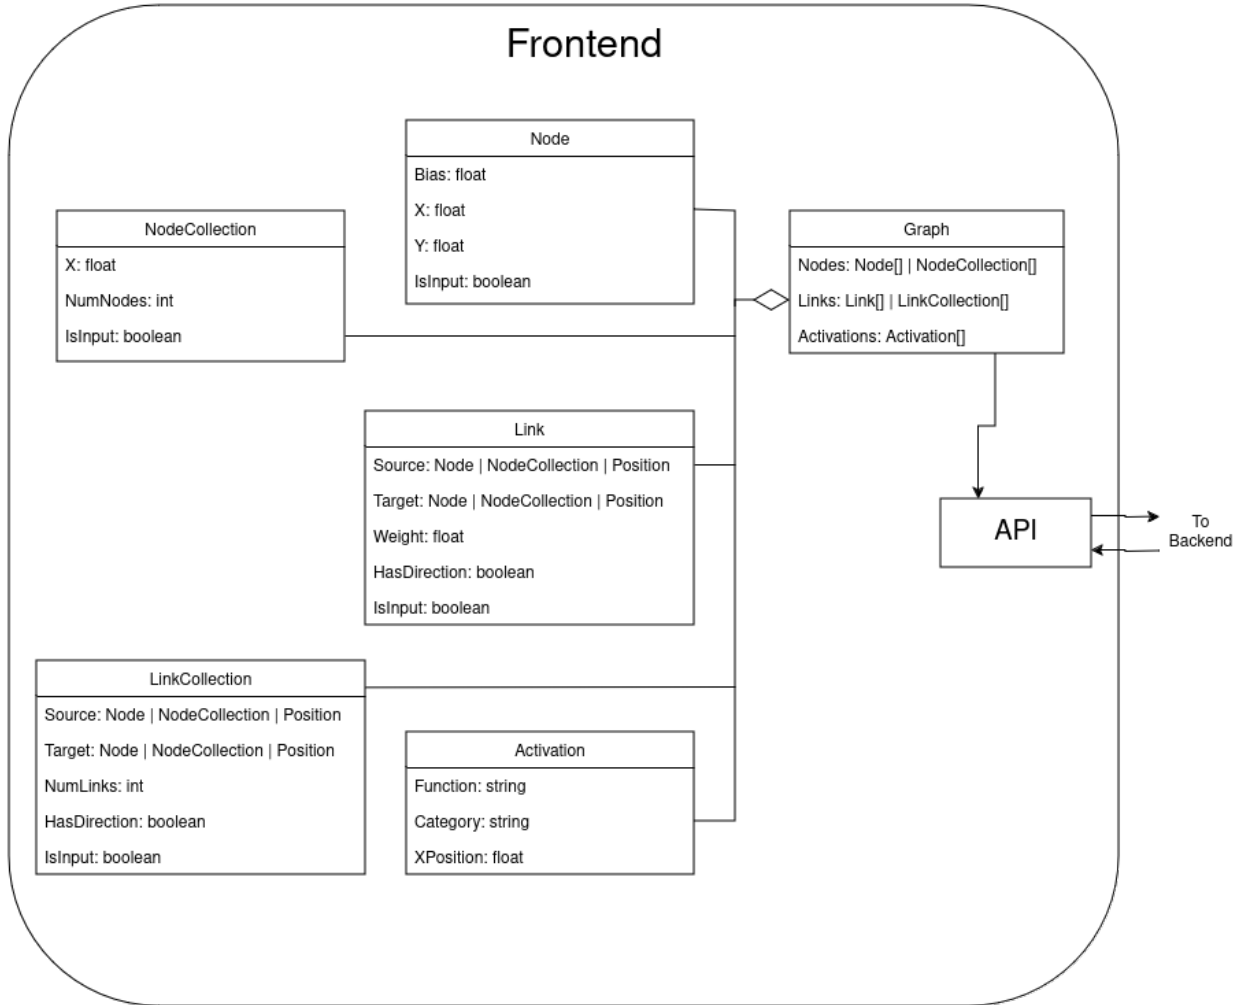 Frontend
Node
Bias: float
X: float
Y: float
IsInput: boolean
NodeCollection
X: float
NumNodes: int
IsInput: boolean
Graph
Nodes: Node[] | NodeCollection[]
Links: Link[] | LinkCollection[]
Activations: Activation[]
Link
Source: Node | NodeCollection | Position
Target: Node | NodeCollection | Position
Weight: float
HasDirection: boolean
IsInput: boolean
API
To
Backend
LinkCollection
Source: Node | NodeCollection | Position
Target: Node | NodeCollection | Position
NumLinks: int
HasDirection: boolean
IsInput: boolean
Activation
Function: string
Category: string
XPosition: float